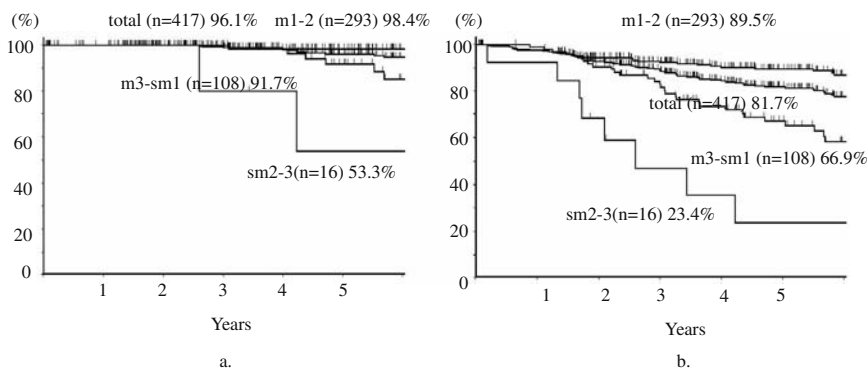 (%)
total (n=417) 96.1%
m1-2 (n=293) 98.4%
100
80
60
40
20
0
m3-sm1 (n=108) 91.7%
sm2-3(n=16) 53.3%
1 2 3 4 5
Years
a.
(%)
m1-2 (n=293) 89.5%
100
80
60
40
20
0
total (n=417) 81.7%
m3-sm1 (n=108) 66.9%
sm2-3(n=16) 23.4%
1 2 3 4 5
Years
b.